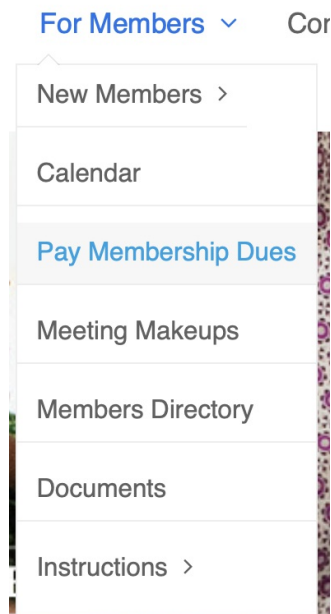 For Members
New Members
Calendar
Pay Membership Dues
Meeting Makeups
Members Directory
Documents
Instructions